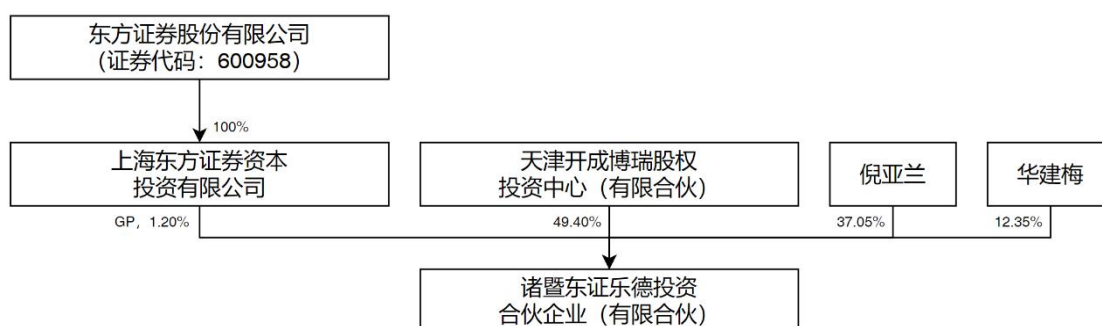 东方证券股份有限公司
（证券代码：600958）
100%
上海东方证券资本
投资有限公司
天津开成博瑞股权
投资中心（有限合伙）
倪亚兰
华建梅
GP，1.20%
49.40%
37.05%
12.35%
诸暨东证乐德投资
合伙企业（有限合伙）